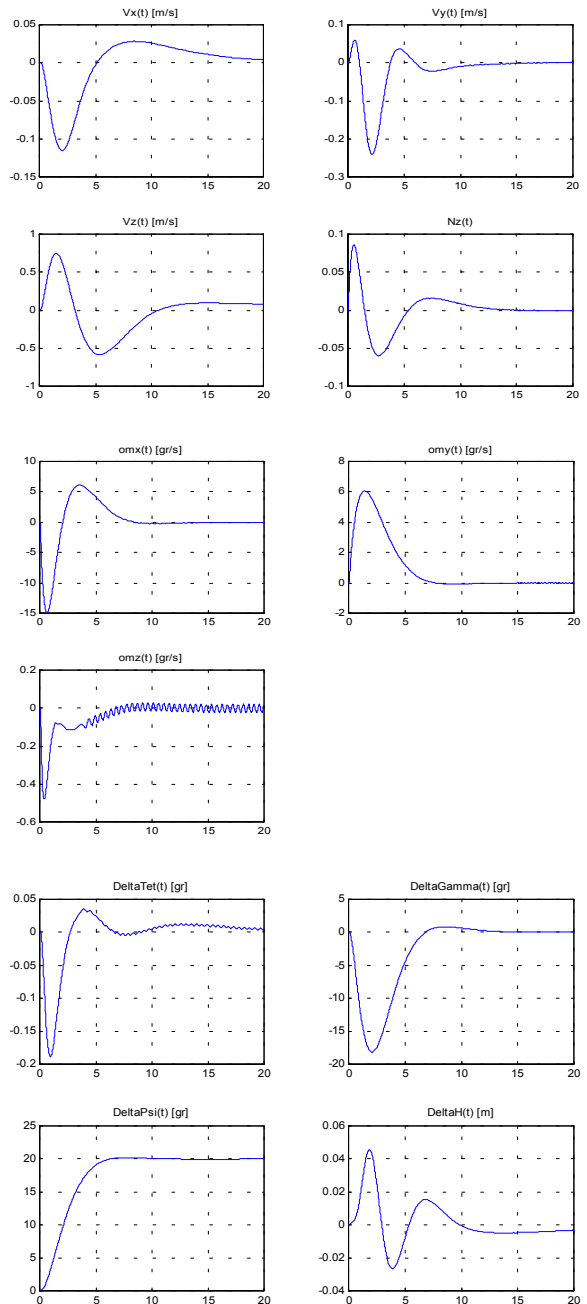 Vx(t) [m/s]
0.05
0
-0.05
-0.1
-0.15
0 5 10 15 20
Vy(t) [m/s]
0.1
0
-0.1
-0.2
-0.3
0 5 10 15 20
Vz(t) [m/s]
1
0.5
0
-0.5
-1
0 5 10 15 20
Nz(t)
0.1
0.05
0
-0.05
-0.1
0 5 10 15 20
omx(t) [gr/s]
10
5
0
-5
-10
-15
0 5 10 15 20
omy(t) [gr/s]
8
6
4
2
0
-2
0 5 10 15 20
omz(t) [gr/s]
0.2
0
-0.2
-0.4
-0.6
0 5 10 15 20
DeltaTet(t) [gr]
0.05
0
-0.05
-0.1
-0.15
-0.2
0 5 10 15 20
DeltaGamma(t) [gr]
5
0
-5
-10
-15
-20
0 5 10 15 20
DeltaPsi(t) [gr]
25
20
15
10
5
0
0 5 10 15 20
DeltaH(t) [m]
0.06
0.04
0.02
0
-0.02
-0.04
0 5 10 15 20